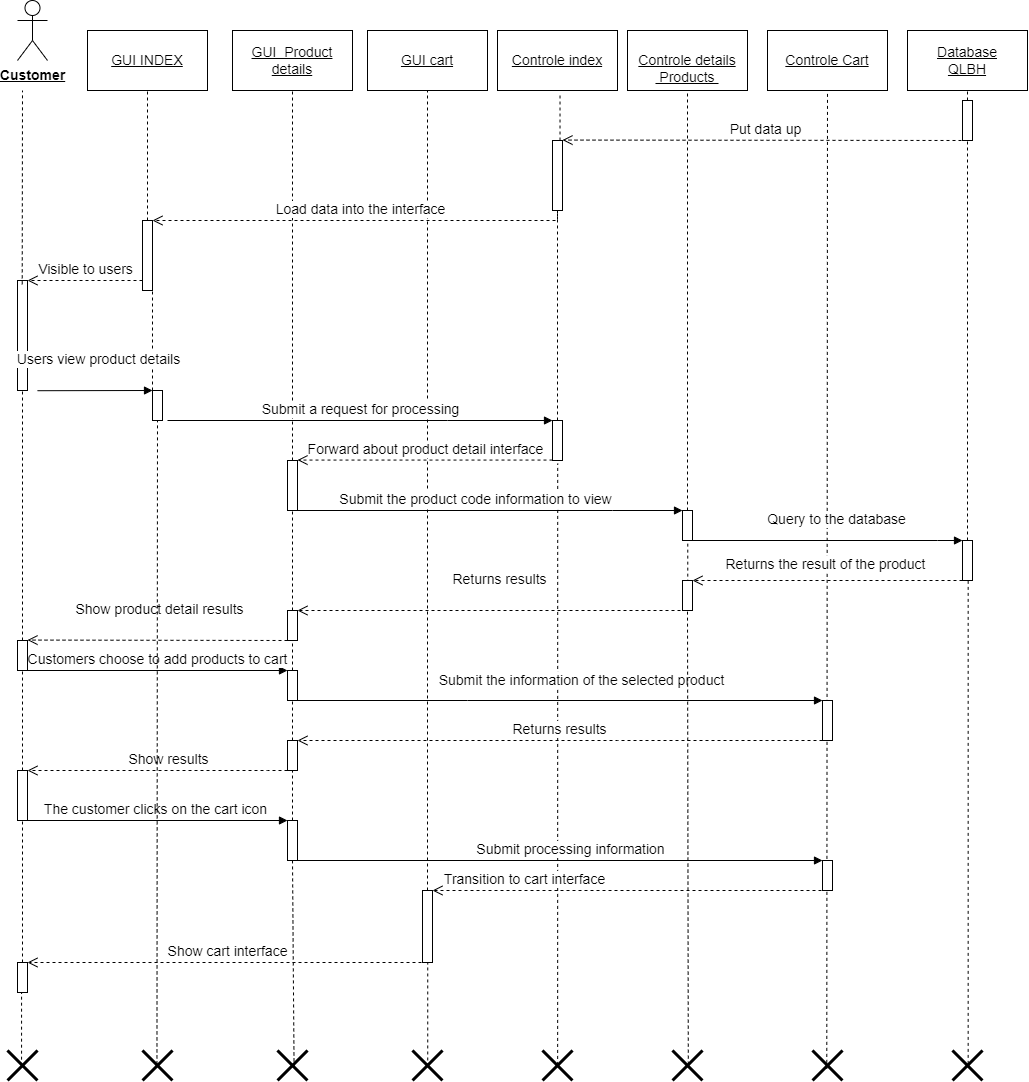 Customer
GUI INDEX
GUI  Product
details
GUI cart
Controle index
Controle details
Products
Controle Cart
Database
QLBH
Put data up
Load data into the interface
Visible to users
Users view product details
Submit a request for processing
Forward about product detail interface
Submit the product code information to view
Query to the database
Returns the result of the product
Returns results
Show product detail results
Customers choose to add products to cart
Submit the information of the selected product
Returns results
Show results
The customer clicks on the cart icon
Submit processing information
Transition to cart interface
Show cart interface